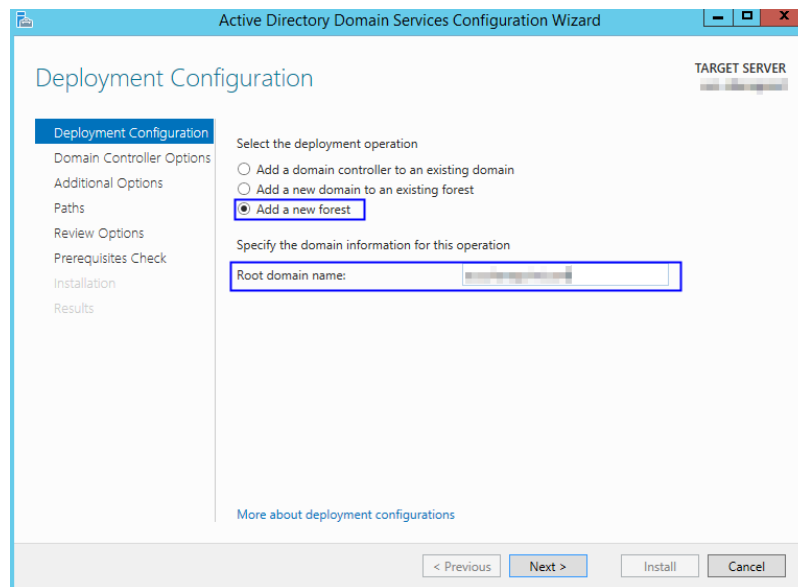 Active Directory Domain Services Configuration Wizard
Deployment Configuration
TARGET SERVER
Deployment Configuration
Domain Controller Options
Additional Options
Paths
Review Options
Prerequisites Check
Installation
Results
Select the deployment operation
Add a domain controller to an existing domain
Add a new domain to an existing forest
Add a new forest
Specify the domain information for this operation
Root domain name:
More about deployment configurations
< Previous
Next >
Install
Cancel